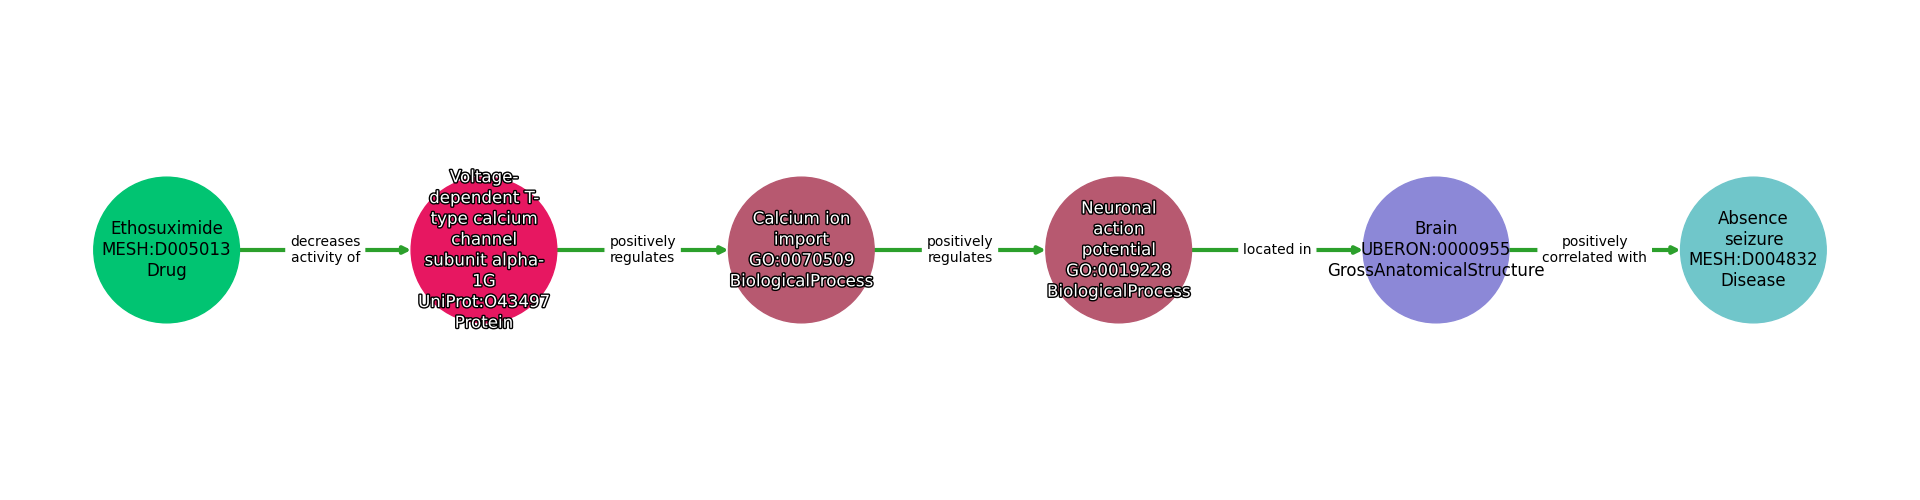 Ethosuximide
MESH:D005013
Drug
decreases
activity of
Voltage-
dependent T-
type calcium
channel
subunit alpha-
1G
UniProt:O43497
Protein
positively
regulates
Calcium ion
import
GO:0070509
BiologicalProcess
positively
regulates
Neuronal
action
potential
GO:0019228
BiologicalProcess
located in
Brain
UBERON:0000955
GrossAnatomicalStructure
positively
correlated with
Absence
seizure
MESH:D004832
Disease